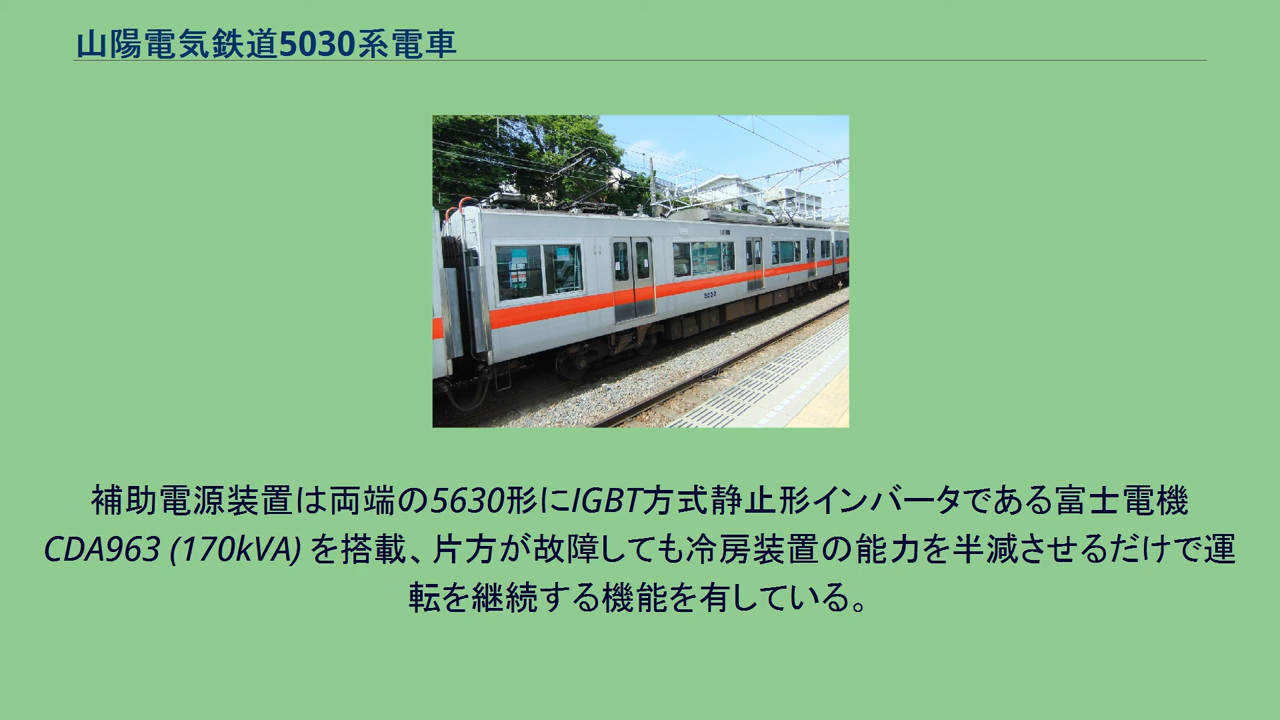 山陽電気鉄道5030系電車
補助電源装置は両端の5630形にIGBT方式静止形インバータである富士電機
CDA963 (170kVA) を搭載、片方が故障しても冷房装置の能力を半減させるだけで運
転を継続する機能を有している。